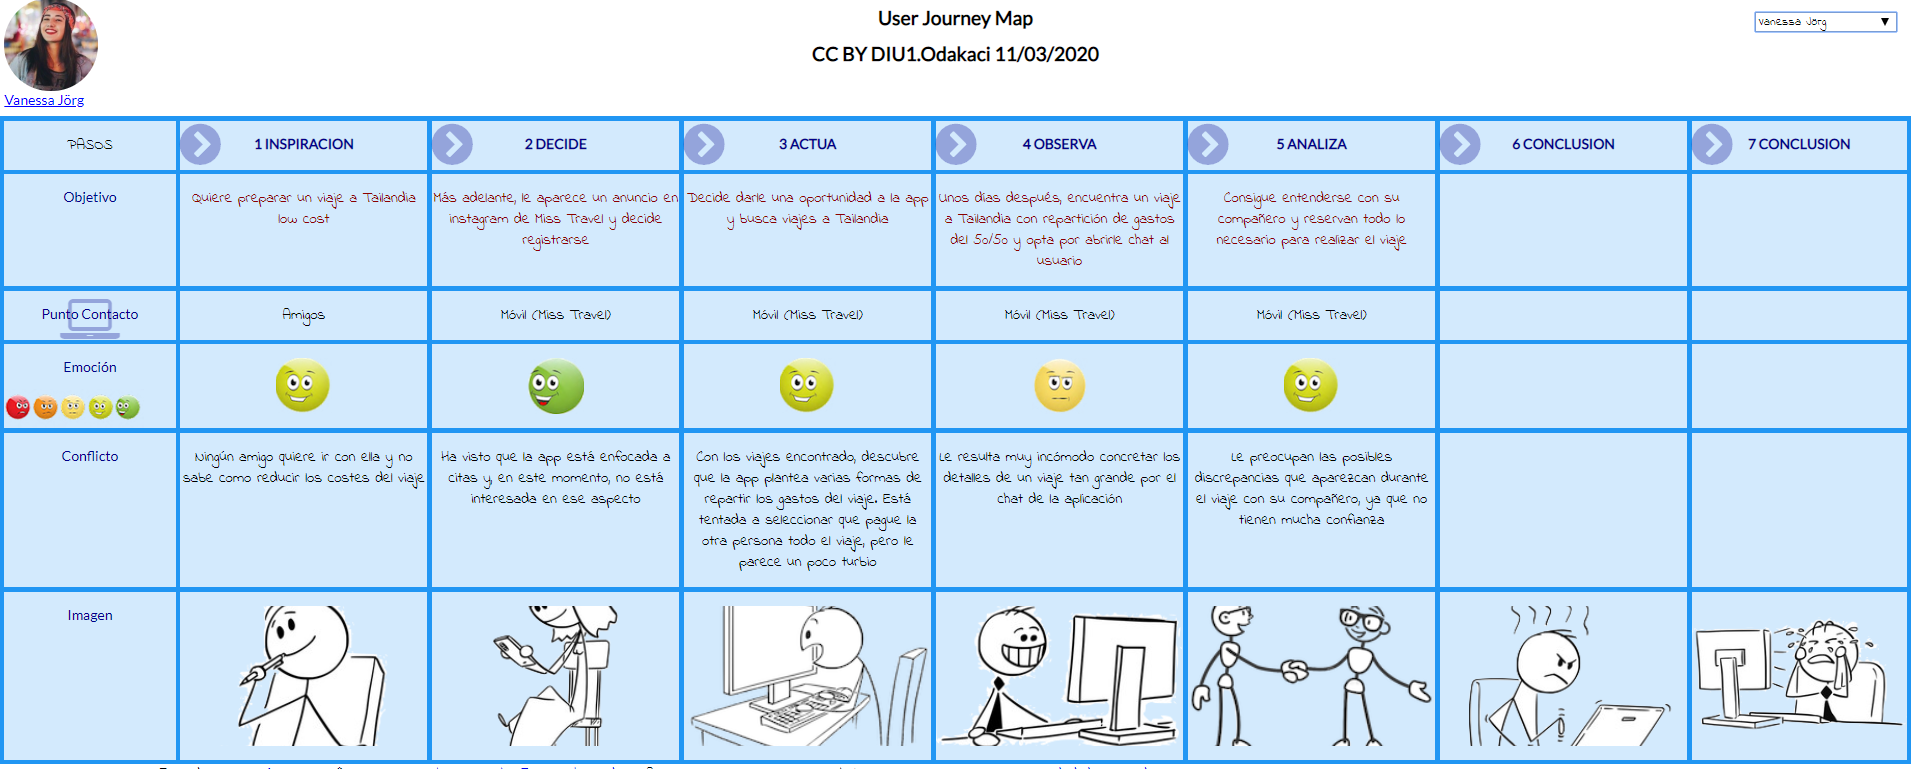 User Journey Map
CC BY DIU1.Odakaci 11/03/2020
Vanessa Jörg
Vanessa Jörg
PASOS
1 INSPIRACION
2 DECIDE
3 ACTUA
4 OBSERVA
5 ANALIZA
6 CONCLUSION
7 CONCLUSION
Objetivo
Quiere preparar un viaje a Tailandia
low cost
Más adelante, le aparece un anuncio en
instagram de Miss Travel y decide
registrarse
Decide darle una oportunidad a la app
y busca viajes a Tailandia
Unos días después, encuentra un viaje
a Tailandia con repartición de gastos
del 50/50 y opta por abrirle chat al
usuario
Consigue entenderse con su
compañero y reservan todo lo
necesario para realizar el viaje
Punto Contacto
Amigos
Móvil (Miss Travel)
Móvil (Miss Travel)
Móvil (Miss Travel)
Móvil (Miss Travel)
Emoción
Conflicto
Ningún amigo quiere ir con ella y no
sabe como reducir los costes del viaje
Ha visto que la app está enfocada a
citas y, en este momento, no está
interesada en ese aspecto
Con los viajes encontrado, descubre
que la app plantea varias formas de
repartir los gastos del viaje. Está
tentada a seleccionar que pague la
otra persona todo el viaje, pero le
parece un poco turbio
Le resulta muy incómodo concretar los
detalles de un viaje tan grande por el
chat de la aplicación
Le preocupan las posibles
discrepancias que aparezcan durante
el viaje con su compañero, ya que no
tienen mucha confianza
Imagen